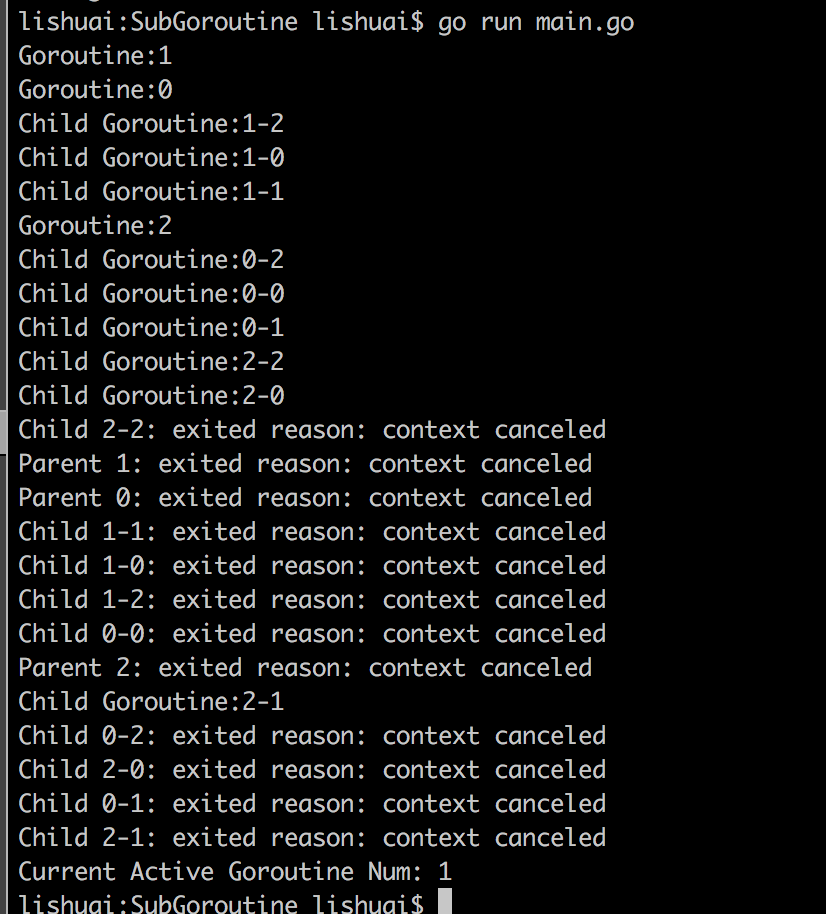 lishuai:SubGoroutine lishuai$ go run main.go
Goroutine:1
Goroutine:0
Child Goroutine:1-2
Child Goroutine:1-0
Child Goroutine:1-1
Goroutine:2
Child Goroutine:0-2
Child Goroutine:0-0
Child Goroutine:0-1
Child Goroutine:2-2
Child Goroutine:2-0
Child 2-2: exited reason: context canceled
Parent 1: exited reason: context canceled
Parent 0: exited reason: context canceled
Child 1-1: exited reason: context canceled
Child 1-0: exited reason: context canceled
Child 1-2: exited reason: context canceled
Child 0-0: exited reason: context canceled
Parent 2: exited reason: context canceled
Child Goroutine:2-1
Child 0-2: exited reason: context canceled
Child 2-0: exited reason: context canceled
Child 0-1: exited reason: context canceled
Child 2-1: exited reason: context canceled
Current Active Goroutine Num: 1
lishuai:SubGoroutine lishuai$